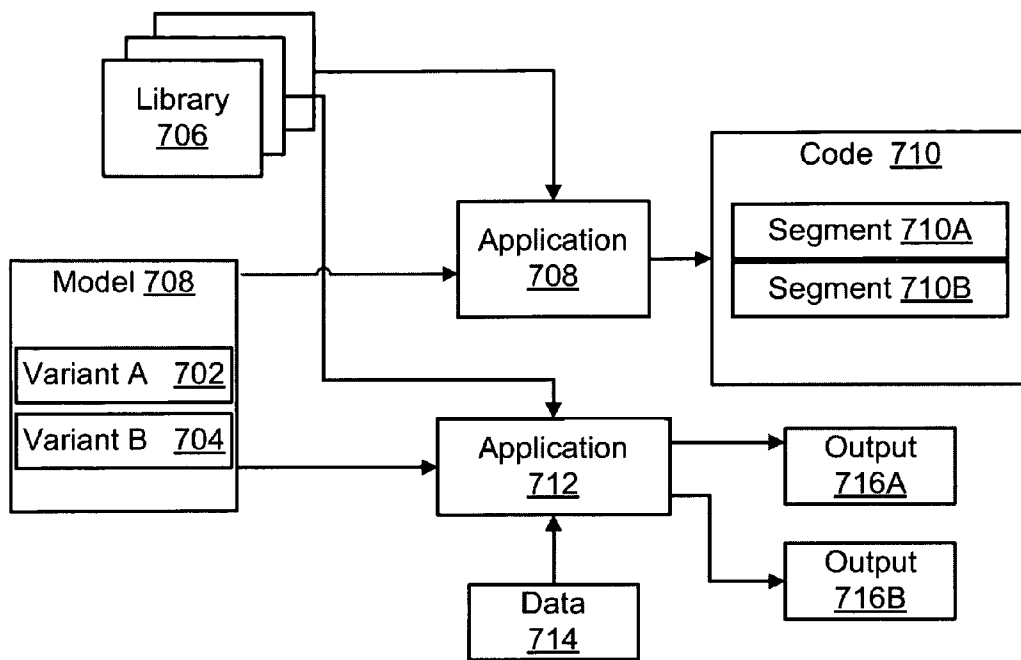 Library
706
Code 710
Application
708
Segment 710A
Segment 710B
Model 708
Variant A 702
Variant B 704
Application
712
Output
716A
Output
716B
Data
714